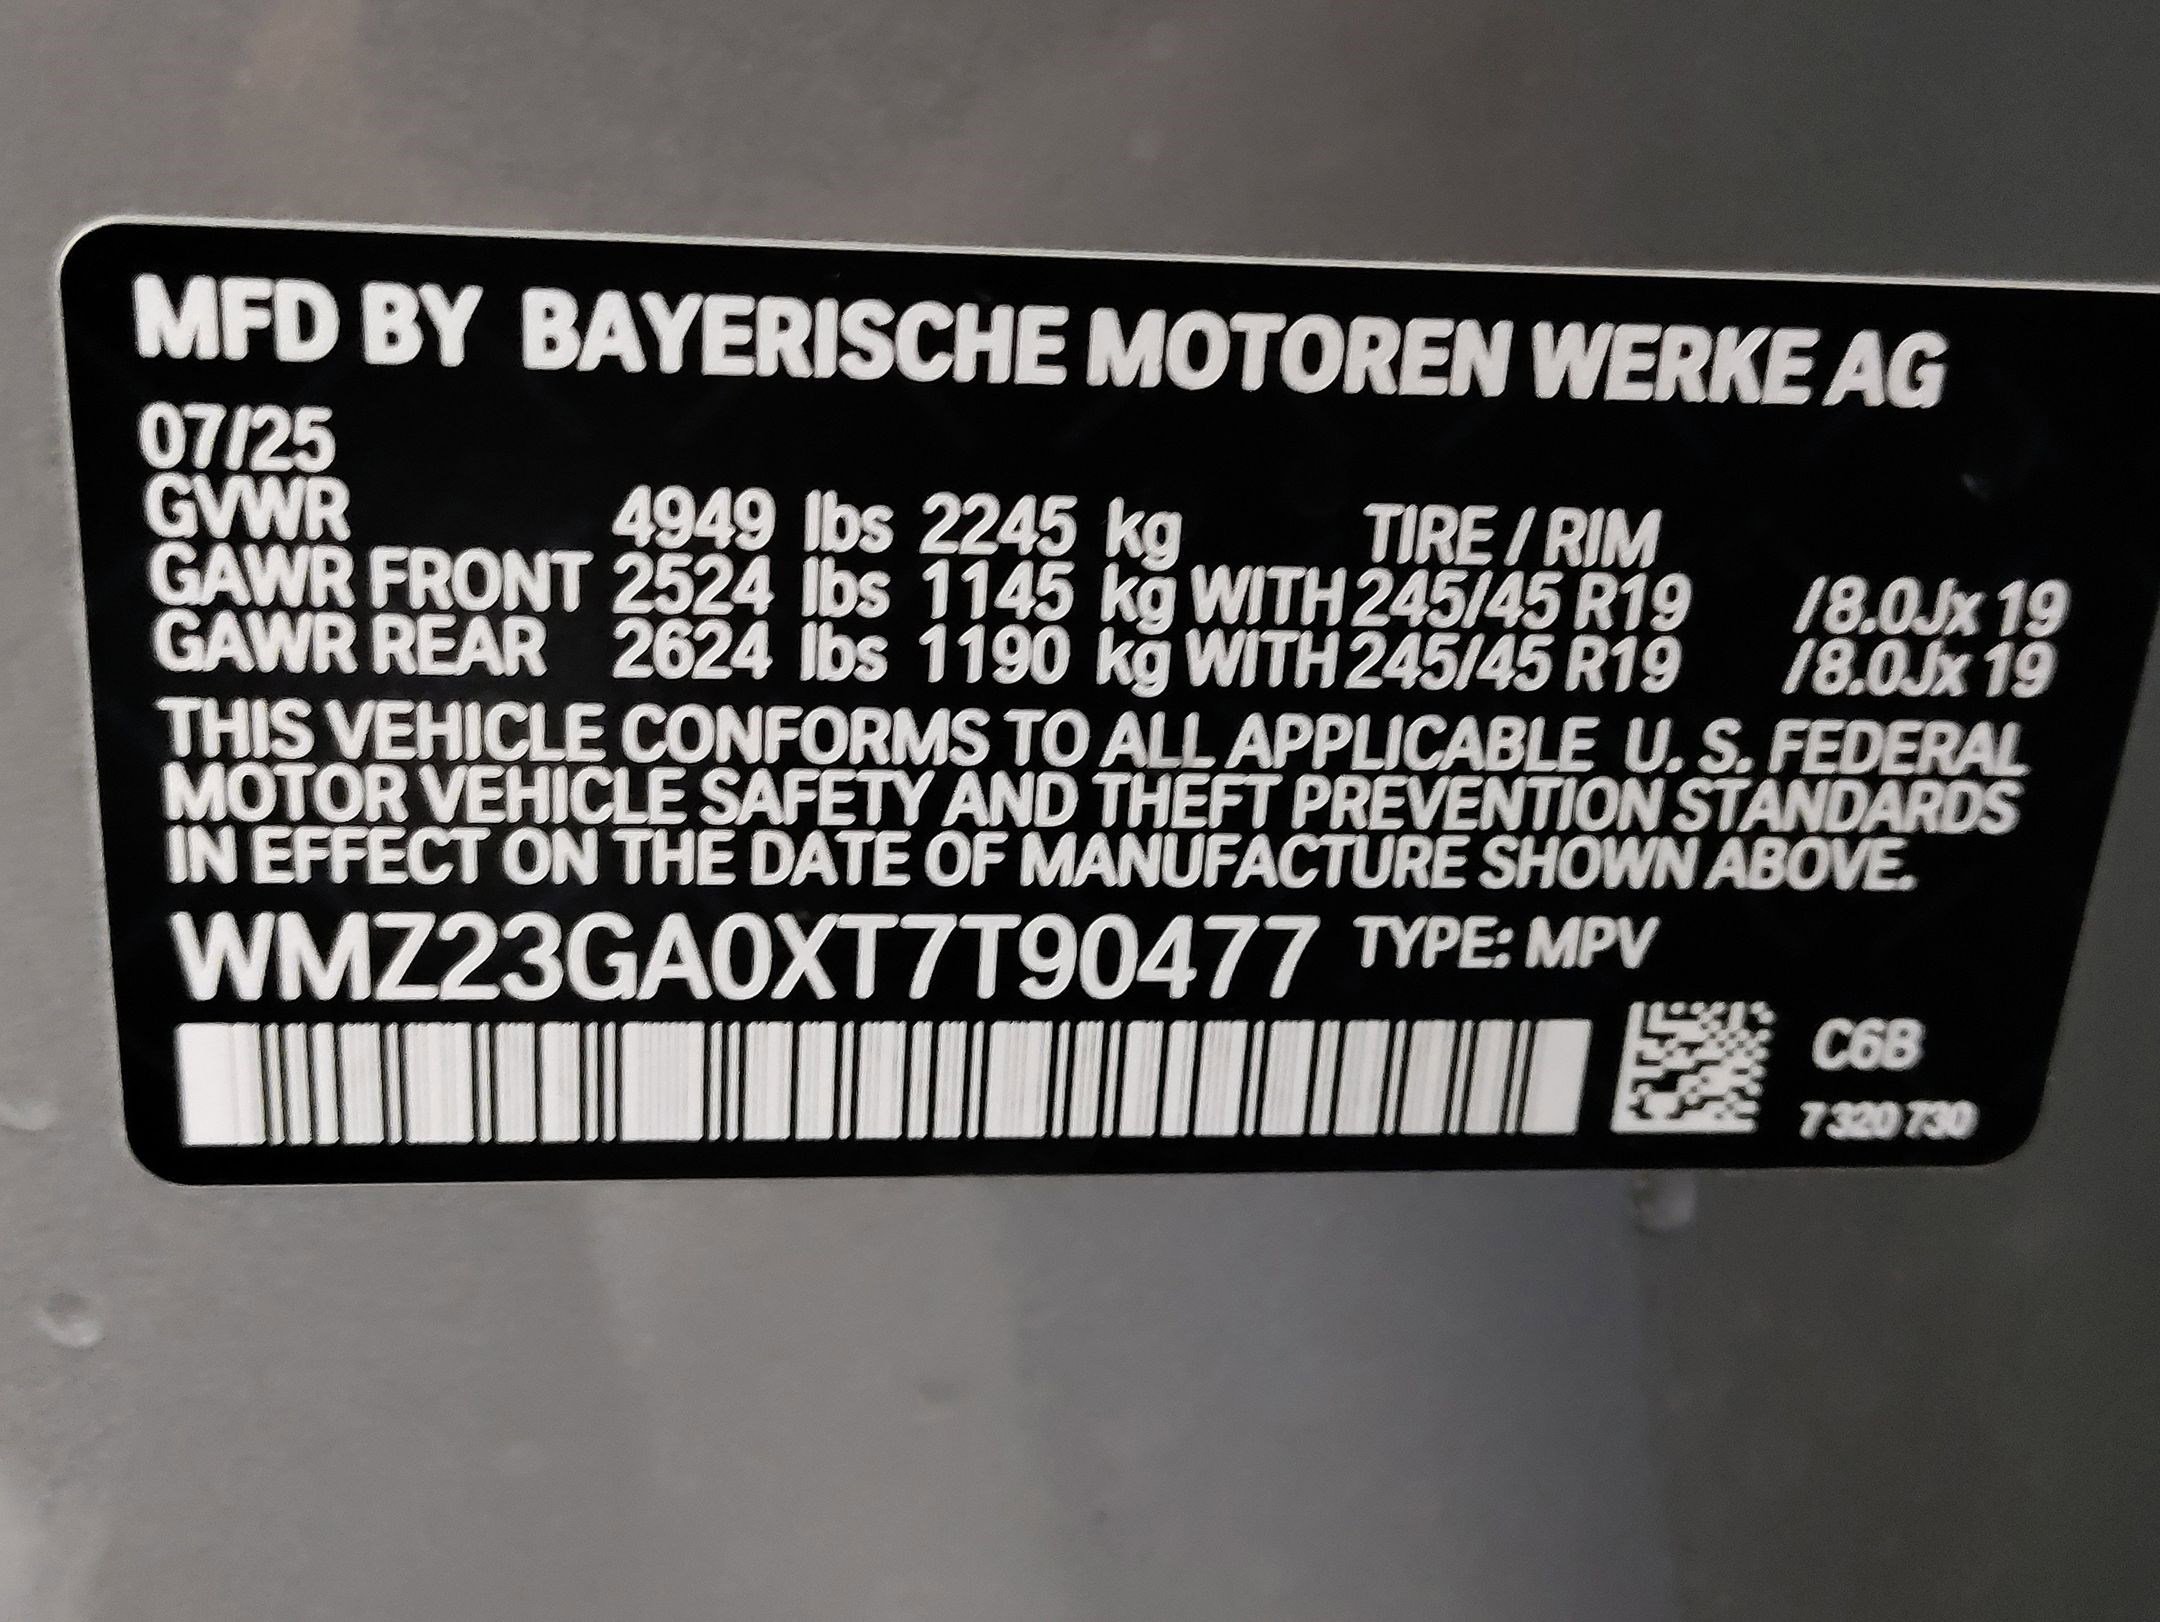 MFD BY BAYERISCHE MOTOREN WERKE AG
07/25
GVWR 4949 lbs 2245 kg TIRE / RIM
GAWR FRONT 2524 lbs 1145 kg WITH 245/45 R19 /8.0Jx 19
GAWR REAR 2624 lbs 1190 kg WITH 245/45 R19 /8.0Jx 19
THIS VEHICLE CONFORMS TO ALL APPLICABLE U. S. FEDERAL
MOTOR VEHICLE SAFETY AND THEFT PREVENTION STANDARDS
IN EFFECT ON THE DATE OF MANUFACTURE SHOWN ABOVE.
WMZ23GA0XT7T90477 TYPE: MPV
C6B
7 320 730